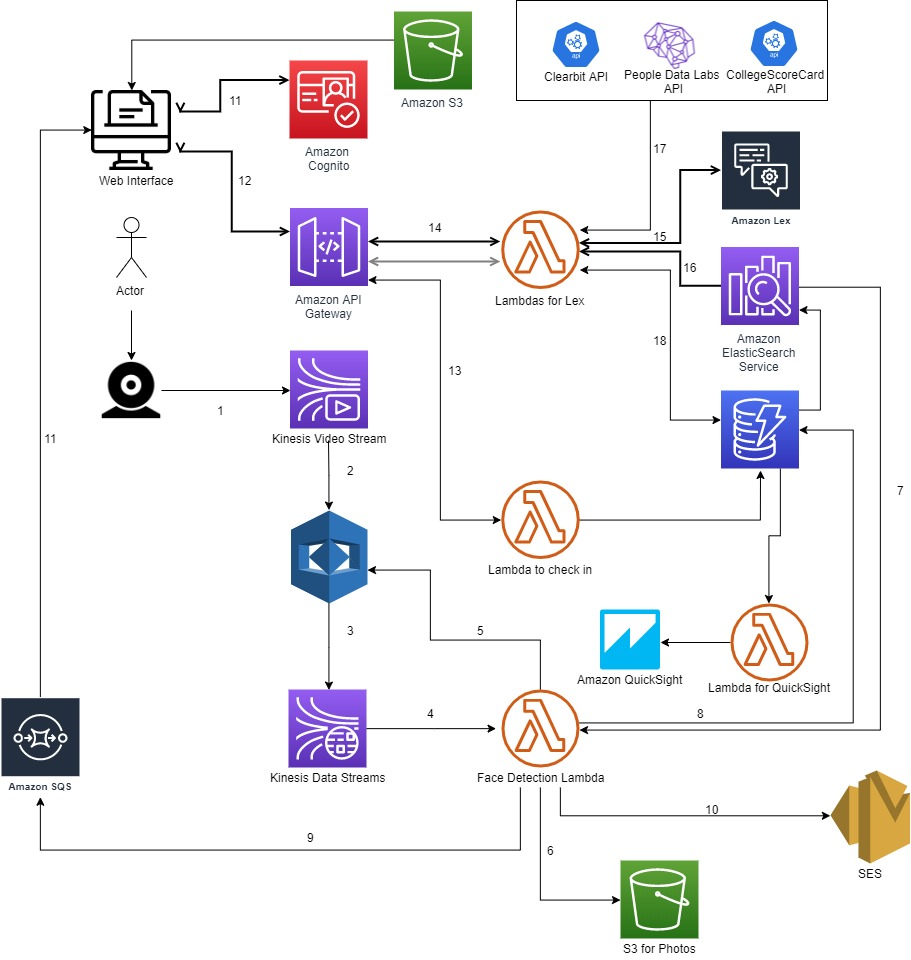 api
Clearbit API
People Data Labs
API
api
CollegeScoreCard
API
Amazon S3
11
Amazon
Cognito
Web Interface
12
17
Amazon Lex
14
15
16
Amazon API
Gateway
Lambdas for Lex
Actor
Amazon
ElasticSearch
Service
18
13
1
Kinesis Video Stream
11
2
7
Lambda to check in
3
5
Amazon QuickSight
Lambda for QuickSight
4
8
Kinesis Data Streams
Face Detection Lambda
Amazon SQS
9
10
6
SES
S3 for Photos